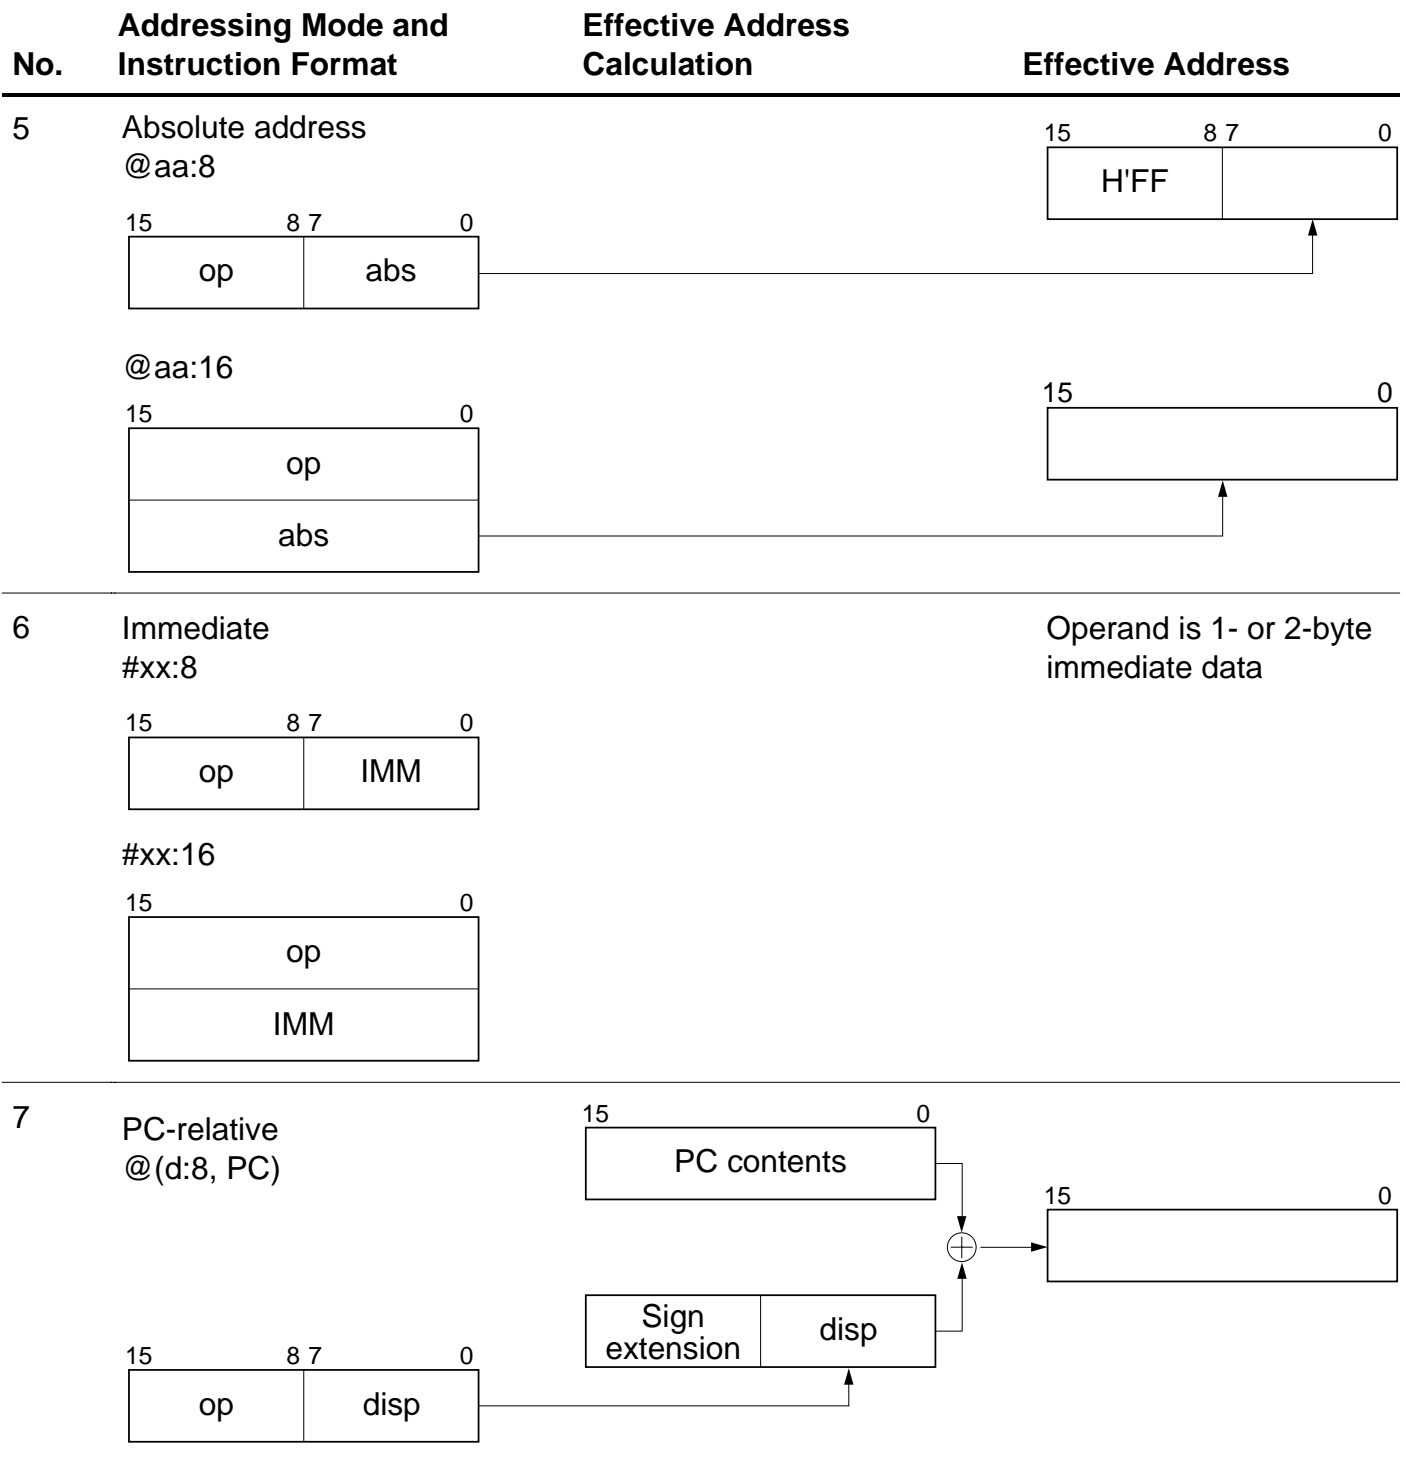 No. Addressing Mode and Instruction Format Effective Address Calculation Effective Address
5 Absolute address
@aa:8
15 8 7 0
H'FF
15 8 7 0
op abs
@aa:16
15 0
15 0
op
abs
6 Immediate
#xx:8
Operand is 1- or 2-byte
immediate data
15 8 7 0
op IMM
#xx:16
15 0
op
IMM
7 PC-relative
@(d:8, PC)
15 0
PC contents
15 0
Sign
extension
disp
15 8 7 0
op disp